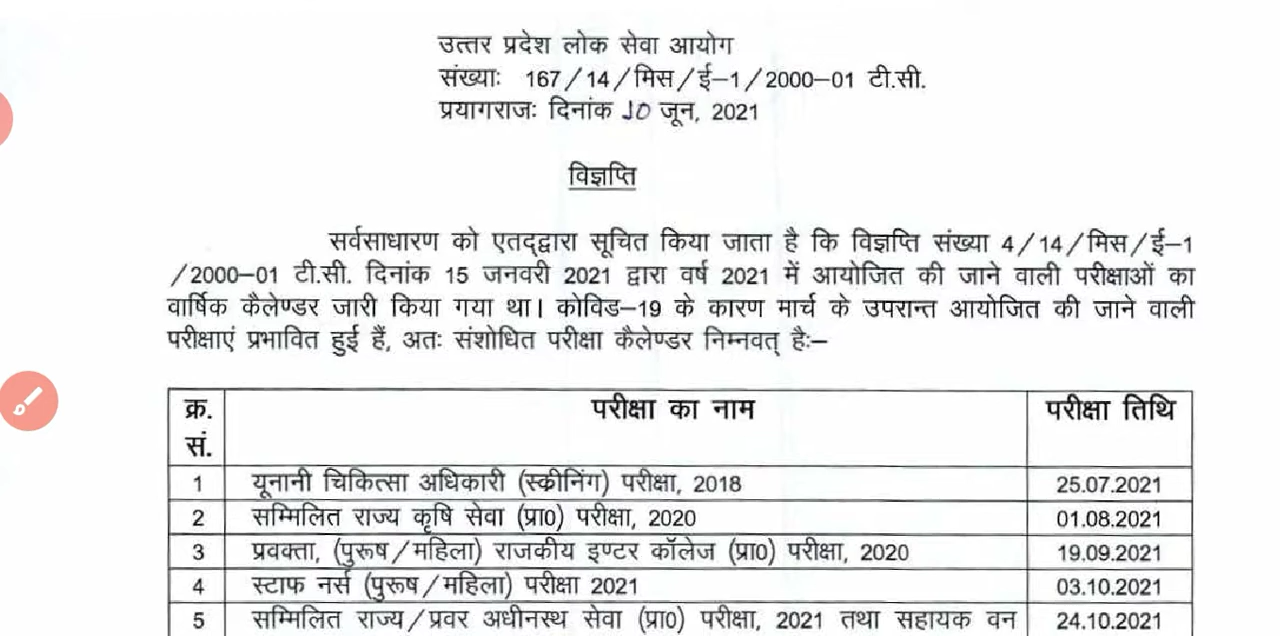 उत्तर प्रदेश लोक सेवा आयोग
संख्याः 167/14/मिस/ई–1/2000–01 टी.सी.
प्रयागराजः दिनांक 10 जून, 2021
विज्ञप्ति
सर्वसाधारण को एतद्द्वारा सूचित किया जाता है कि विज्ञप्ति संख्या 4/14/मिस/ई–1
/2000–01 टी.सी. दिनांक 15 जनवरी 2021 द्वारा वर्ष 2021 में आयोजित की जाने वाली परीक्षाओं का
वार्षिक कैलेण्डर जारी किया गया था। कोविड–19 के कारण मार्च के उपरान्त आयोजित की जाने वाली
परीक्षाएं प्रभावित हुई हैं, अतः संशोधित परीक्षा कैलेण्डर निम्नवत् हैः–
क्र. सं. परीक्षा का नाम परीक्षा तिथि
1 यूनानी चिकित्सा अधिकारी (स्क्रीनिंग) परीक्षा, 2018 25.07.2021
2 सम्मिलित राज्य कृषि सेवा (प्रा0) परीक्षा, 2020 01.08.2021
3 प्रवक्ता, (पुरूष/महिला) राजकीय इण्टर कॉलेज (प्रा0) परीक्षा, 2020 19.09.2021
4 स्टाफ नर्स (पुरूष/महिला) परीक्षा 2021 03.10.2021
5 सम्मिलित राज्य/प्रवर अधीनस्थ सेवा (प्रा0) परीक्षा, 2021 तथा सहायक वन 24.10.2021